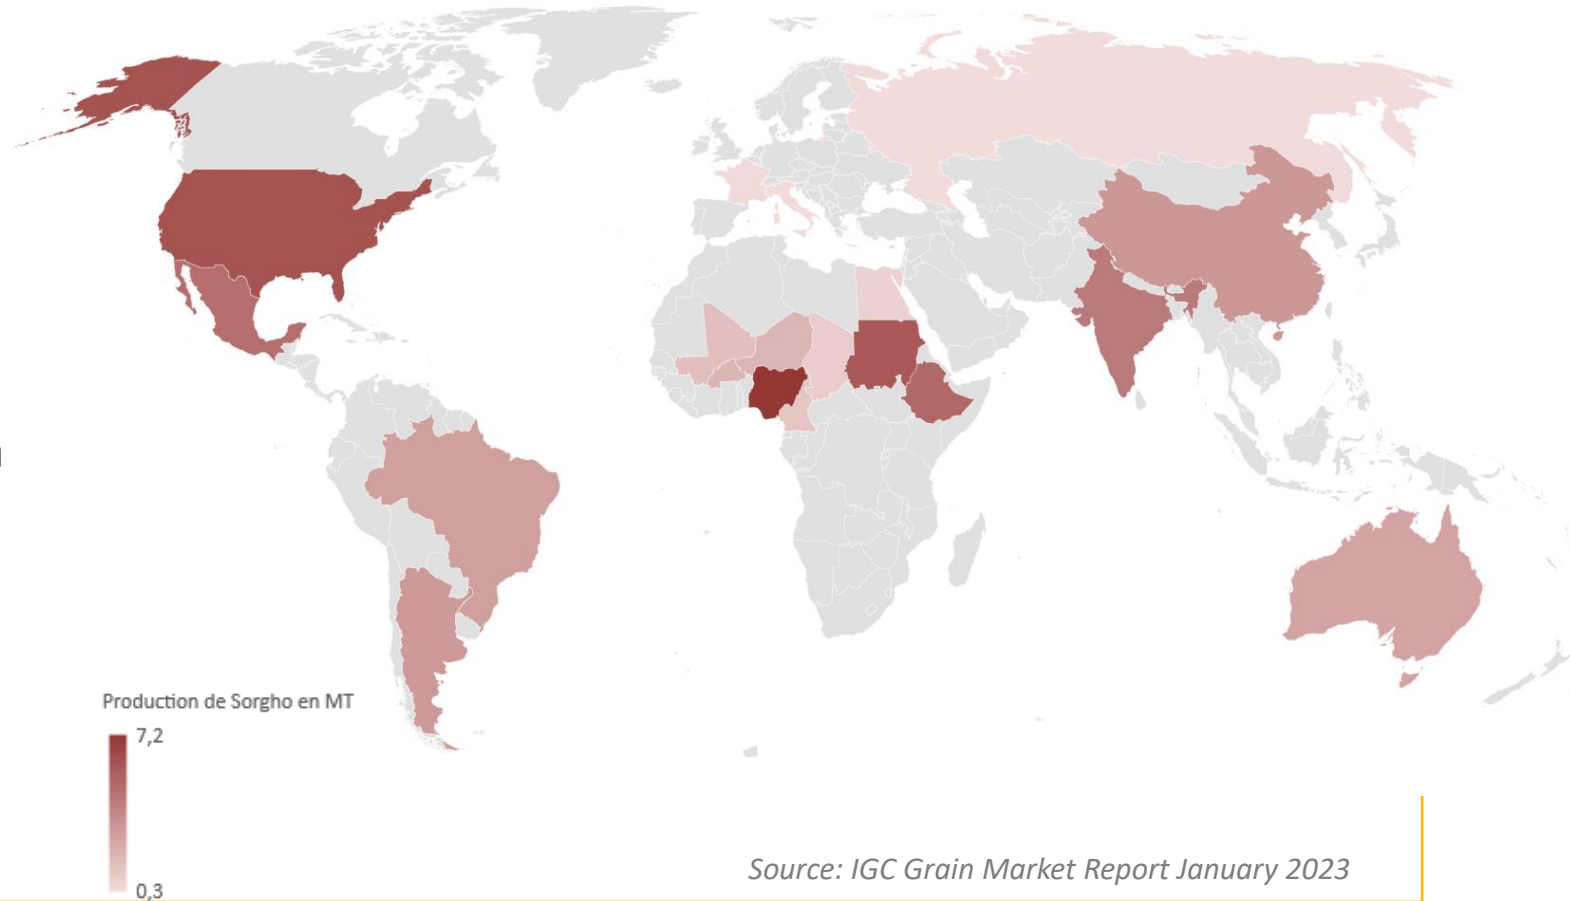 Production de Sorgho en MT
7,2
0,3
Source: IGC Grain Market Report January 2023